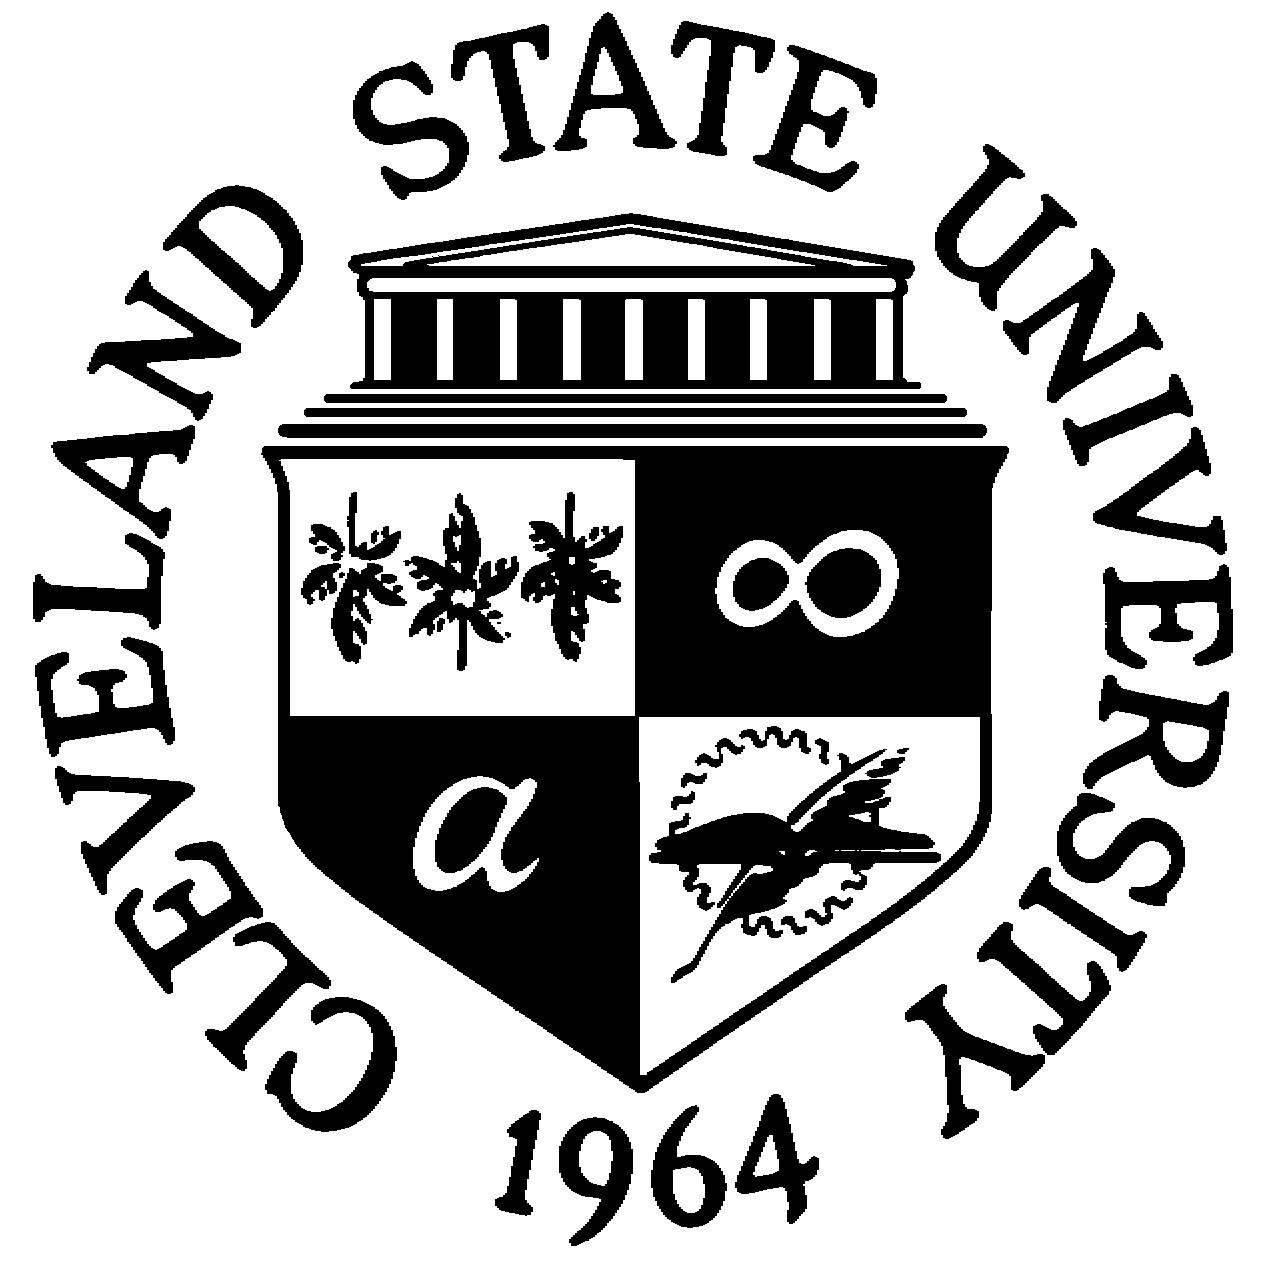 CLEVELAND STATE UNIVERSITY
∞
α
1964